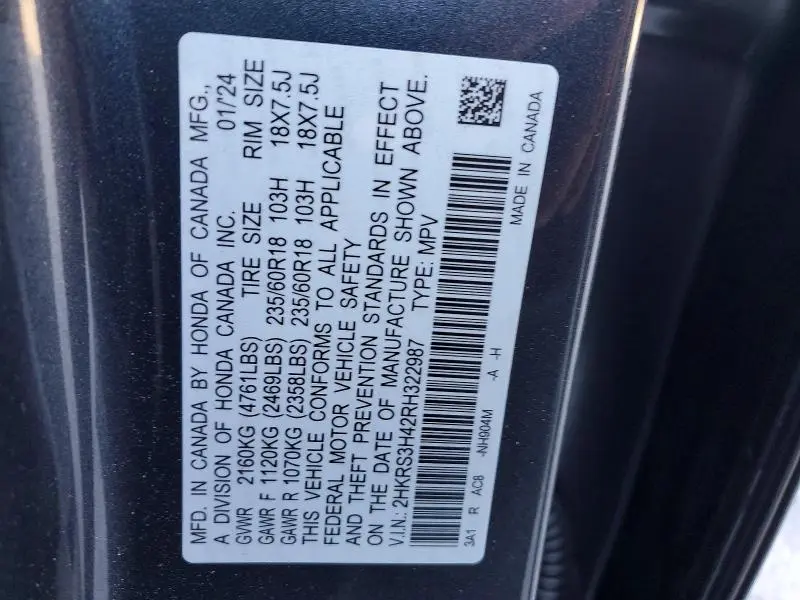 MFD. IN CANADA BY HONDA OF CANADA MFG.,
A DIVISION OF HONDA CANADA INC. 01/'24
GVWR 2160KG (4761LBS) TIRE SIZE RIM SIZE
GAWR F 1120KG (2469LBS) 235/60R18 103H 18X7.5J
GAWR R 1070KG (2358LBS) 235/60R18 103H 18X7.5J
THIS VEHICLE CONFORMS TO ALL APPLICABLE
FEDERAL MOTOR VEHICLE SAFETY
AND THEFT PREVENTION STANDARDS IN EFFECT
ON THE DATE OF MANUFACTURE SHOWN ABOVE.
V.I.N.: 2HKRS3H42RH322987 TYPE: MPV
3A1 R AC8 -NH904M -A -H
MADE IN CANADA